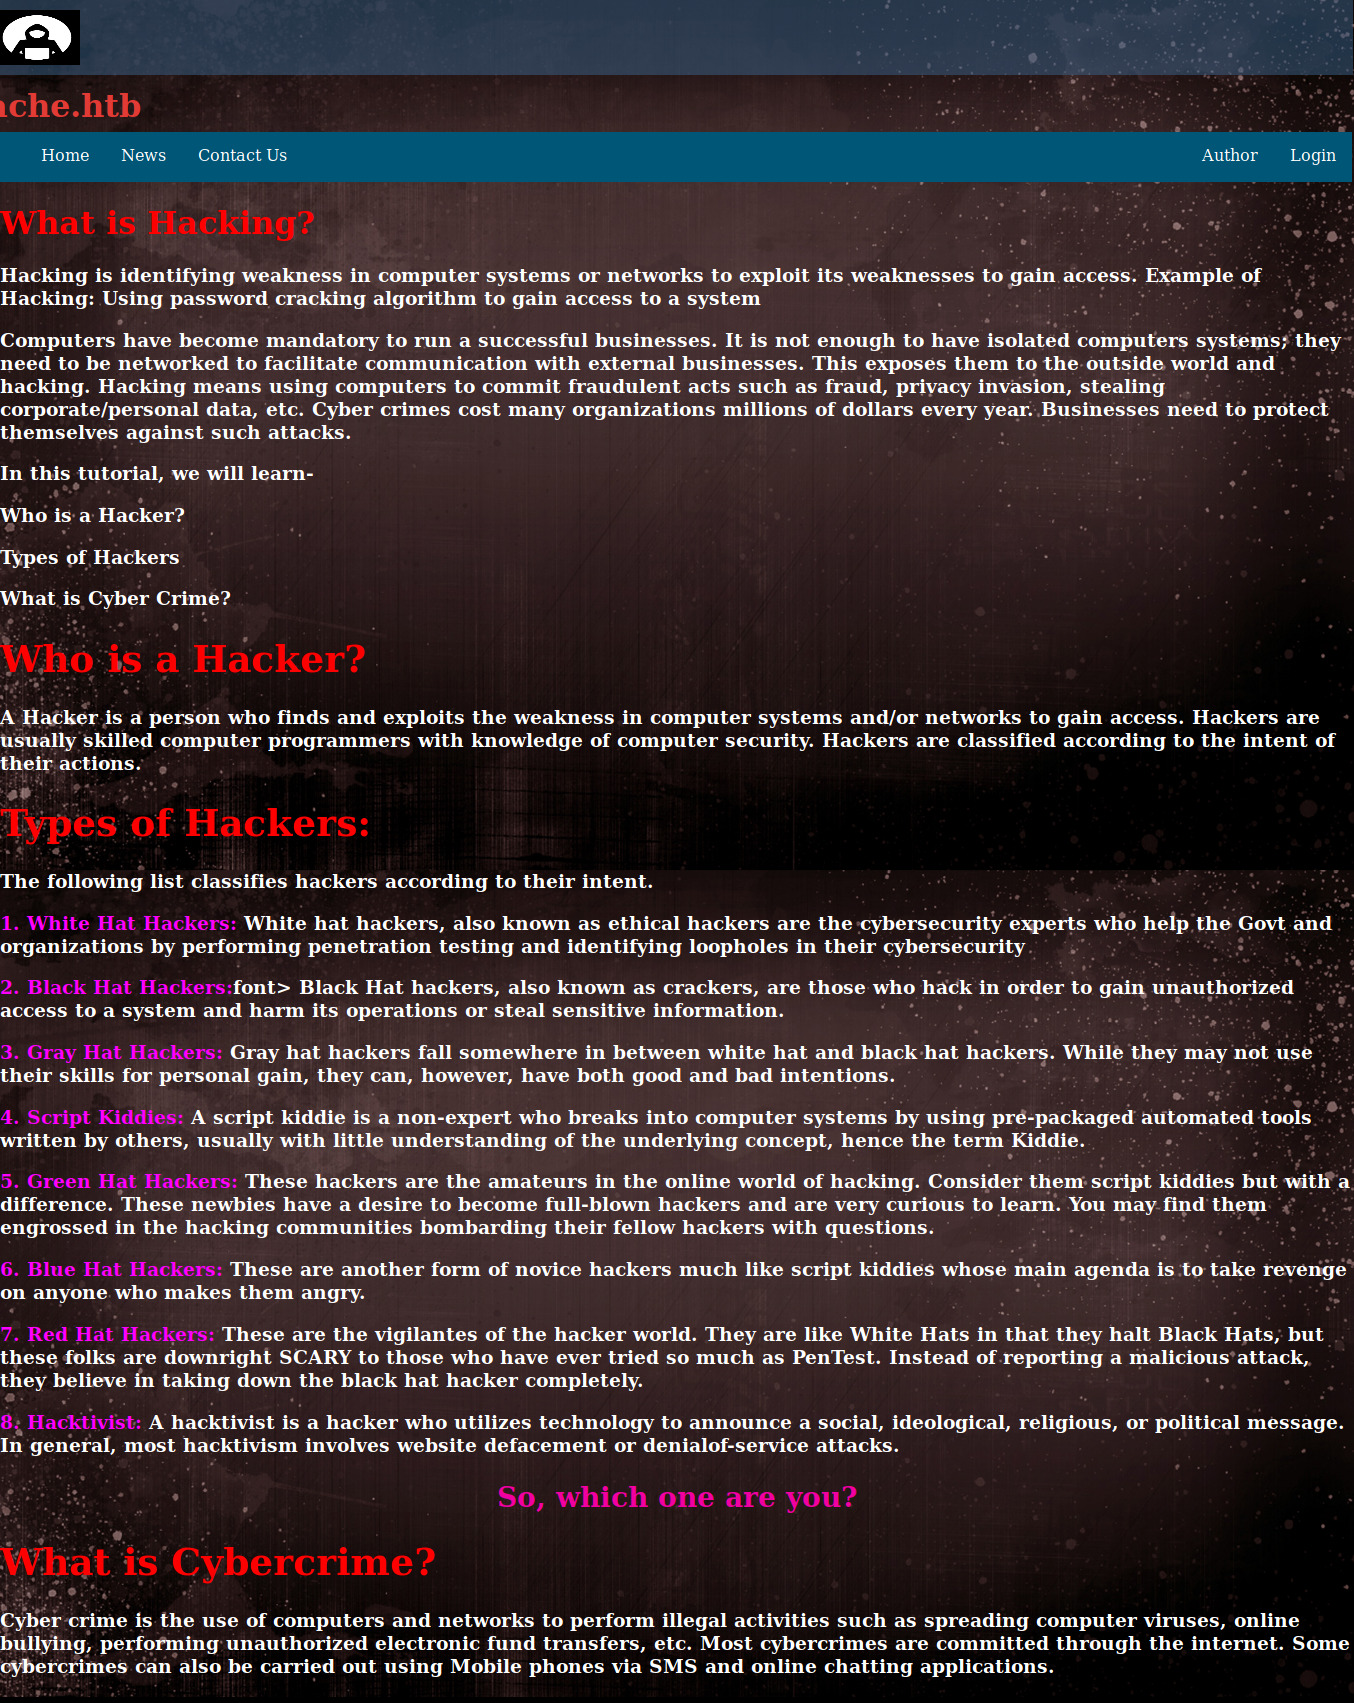 ache.htb
Home News Contact Us Author Login
What is Hacking?
Hacking is identifying weakness in computer systems or networks to exploit its weaknesses to gain access. Example of
Hacking: Using password cracking algorithm to gain access to a system
Computers have become mandatory to run a successful businesses. It is not enough to have isolated computers systems; they
need to be networked to facilitate communication with external businesses. This exposes them to the outside world and
hacking. Hacking means using computers to commit fraudulent acts such as fraud, privacy invasion, stealing
corporate/personal data, etc. Cyber crimes cost many organizations millions of dollars every year. Businesses need to protect
themselves against such attacks.
In this tutorial, we will learn-
Who is a Hacker?
Types of Hackers
What is Cyber Crime?
Who is a Hacker?
A Hacker is a person who finds and exploits the weakness in computer systems and/or networks to gain access. Hackers are
usually skilled computer programmers with knowledge of computer security. Hackers are classified according to the intent of
their actions.
Types of Hackers:
The following list classifies hackers according to their intent.
1. White Hat Hackers: White hat hackers, also known as ethical hackers are the cybersecurity experts who help the Govt and
organizations by performing penetration testing and identifying loopholes in their cybersecurity
2. Black Hat Hackers:font> Black Hat hackers, also known as crackers, are those who hack in order to gain unauthorized
access to a system and harm its operations or steal sensitive information.
3. Gray Hat Hackers: Gray hat hackers fall somewhere in between white hat and black hat hackers. While they may not use
their skills for personal gain, they can, however, have both good and bad intentions.
4. Script Kiddies: A script kiddie is a non-expert who breaks into computer systems by using pre-packaged automated tools
written by others, usually with little understanding of the underlying concept, hence the term Kiddie.
5. Green Hat Hackers: These hackers are the amateurs in the online world of hacking. Consider them script kiddies but with a
difference. These newbies have a desire to become full-blown hackers and are very curious to learn. You may find them
engrossed in the hacking communities bombarding their fellow hackers with questions.
6. Blue Hat Hackers: These are another form of novice hackers much like script kiddies whose main agenda is to take revenge
on anyone who makes them angry.
7. Red Hat Hackers: These are the vigilantes of the hacker world. They are like White Hats in that they halt Black Hats, but
these folks are downright SCARY to those who have ever tried so much as PenTest. Instead of reporting a malicious attack,
they believe in taking down the black hat hacker completely.
8. Hacktivist: A hacktivist is a hacker who utilizes technology to announce a social, ideological, religious, or political message.
In general, most hacktivism involves website defacement or denialof-service attacks.
So, which one are you?
What is Cybercrime?
Cyber crime is the use of computers and networks to perform illegal activities such as spreading computer viruses, online
bullying, performing unauthorized electronic fund transfers, etc. Most cybercrimes are committed through the internet. Some
cybercrimes can also be carried out using Mobile phones via SMS and online chatting applications.